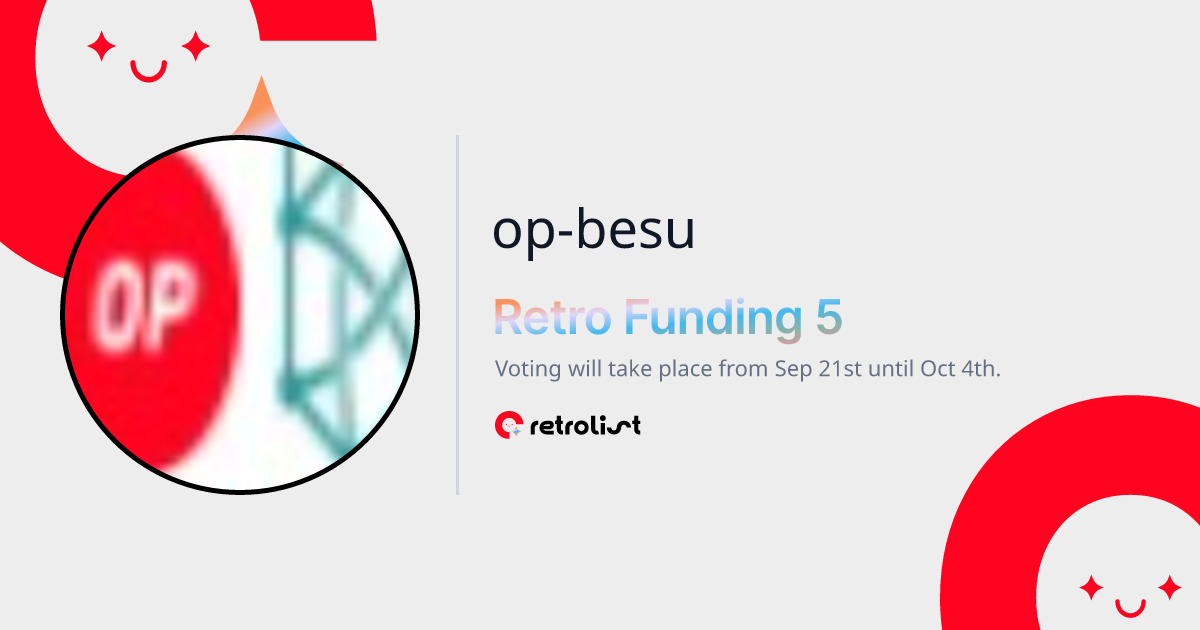 OP
op-besu
Retro Funding 5
Voting will take place from Sep 21st until Oct 4th.
retrolist